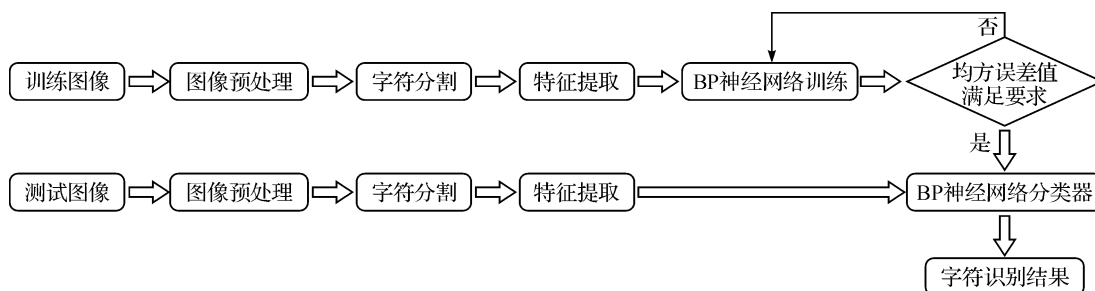 否
训练图像
图像预处理
字符分割
特征提取
BP神经网络训练
均方误差值
满足要求
是
测试图像
图像预处理
字符分割
特征提取
BP神经网络分类器
字符识别结果